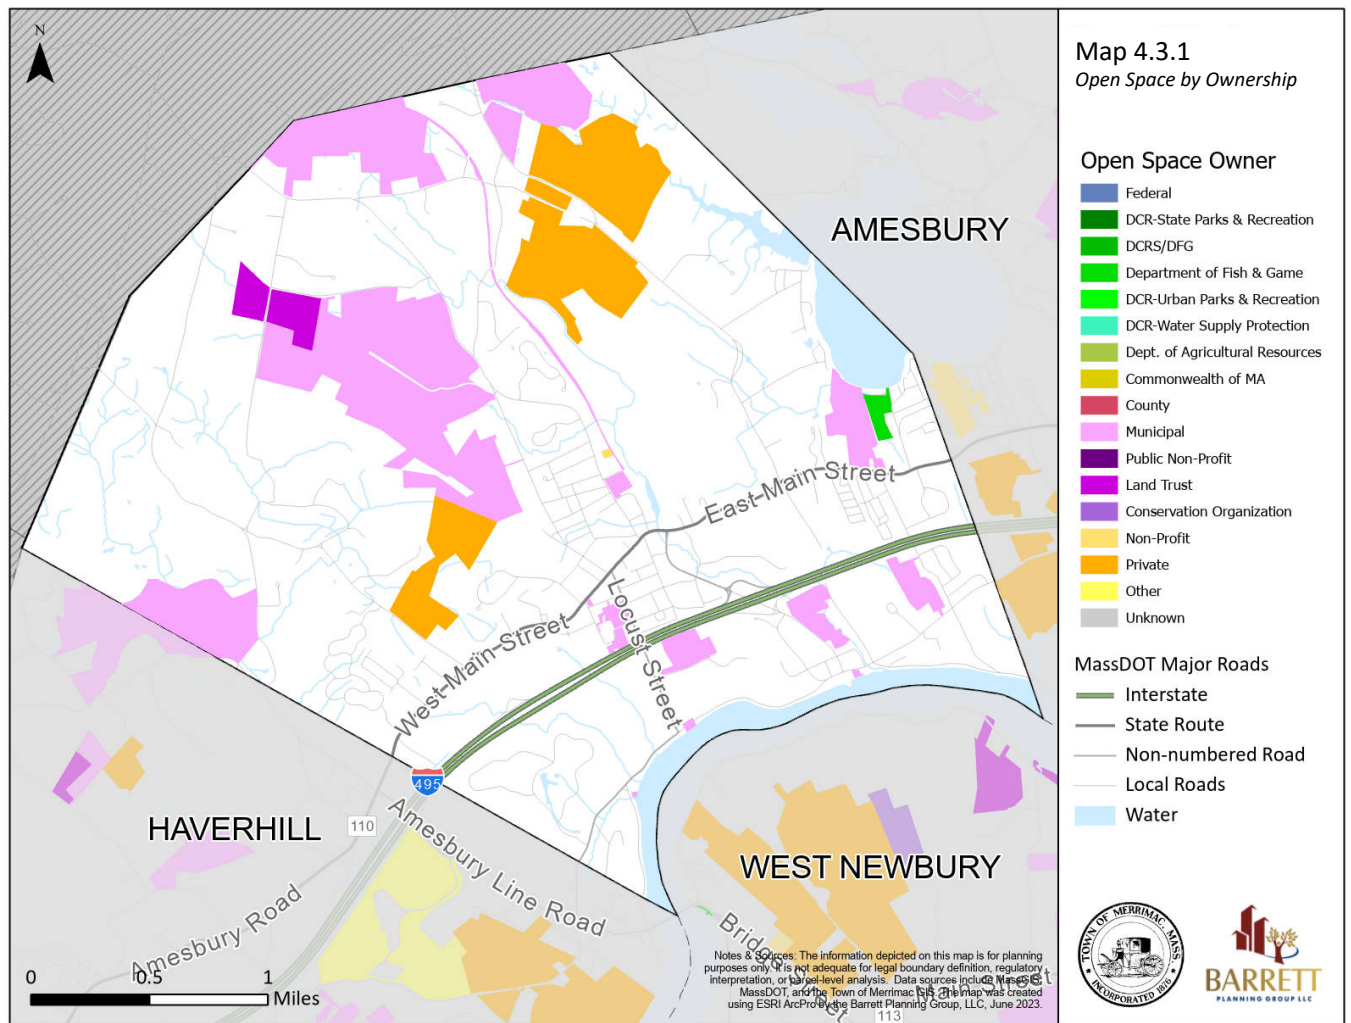 N
Map 4.3.1
Open Space by Ownership
Open Space Owner
Federal
DCR-State Parks & Recreation
DCRS/DFG
Department of Fish & Game
DCR-Urban Parks & Recreation
DCR-Water Supply Protection
Dept. of Agricultural Resources
Commonwealth of MA
County
Municipal
Public Non-Profit
Land Trust
Conservation Organization
Non-Profit
Private
Other
Unknown
MassDOT Major Roads
Interstate
State Route
Non-numbered Road
Local Roads
Water
AMESBURY
East-Main Street
Locust-Street
West-Main-Street
495
HAVERHILL
110
Amesbury Line Road
Amesbury Road
WEST NEWBURY
Bridge Street
Main Street
113
0 0.5 1
Miles
Notes & Sources: The information depicted on this map is for planning
purposes only. It is not adequate for legal boundary definition, regulatory
interpretation, or parcel-level analysis. Data sources include MassGIS,
MassDOT, and the Town of Merrimac GIS. The map was created
using ESRI ArcPro by the Barrett Planning Group, LLC, June 2023.
TOWN OF MERRIMAC, MASS.
INCORPORATED 1876
BARRETT
PLANNING GROUP LLC